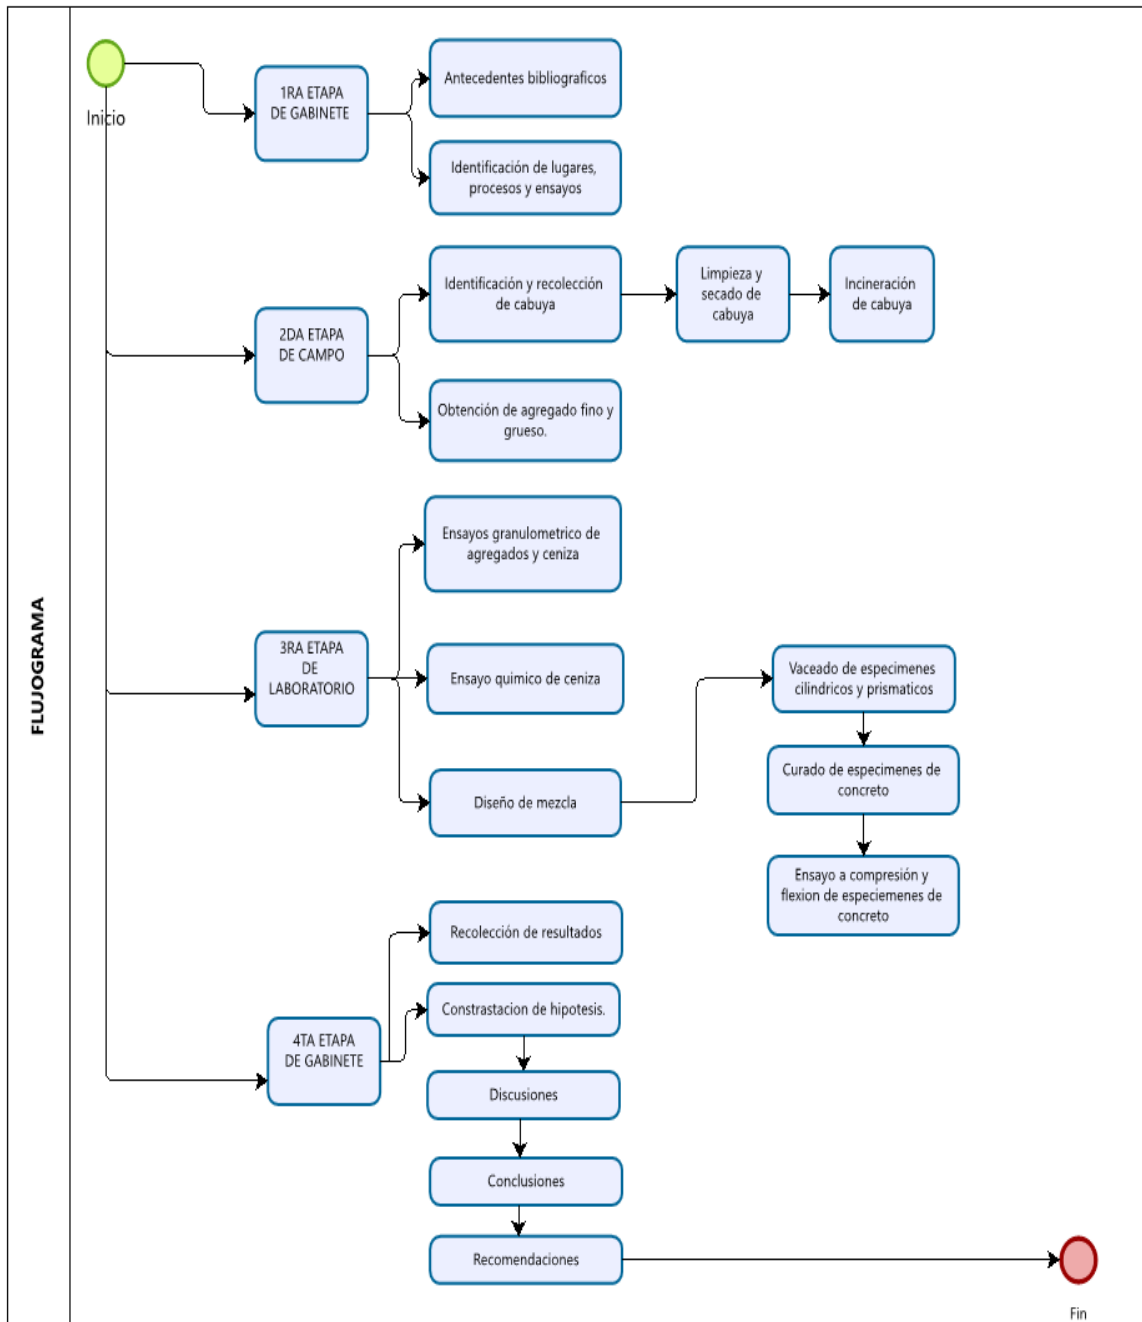 FLUJOGRAMA
Inicio
1RA ETAPA
DE GABINETE
Antecedentes bibliograficos
Identificación de lugares,
procesos y ensayos
2DA ETAPA
DE CAMPO
Identificación y recolección
de cabuya
Limpieza y
secado de
cabuya
Incineración
de cabuya
Obtención de agregado fino y
grueso.
3RA ETAPA
DE
LABORATORIO
Ensayos granulometrico de
agregados y ceniza
Ensayo quimico de ceniza
Diseño de mezcla
Vaceado de especimenes
cilindricos y prismaticos
Curado de especimenes de
concreto
Ensayo a compresión y
flexion de especiemenes de
concreto
4TA ETAPA
DE GABINETE
Recolección de resultados
Constrastacion de hipotesis.
Discusiones
Conclusiones
Recomendaciones
Fin